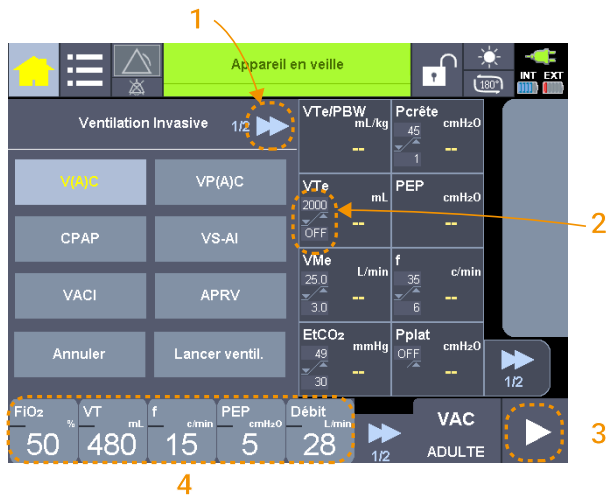 1
Appareil en veille
180°
INT EXT
Ventilation Invasive 1/2
V(A)C
VP(A)C
CPAP
VS-AI
VACI
APRV
Annuler
Lancer ventil.
VTe/PBW
mL/kg
--
Pcrête
45
cmH2O
1
--
VTe
2000
mL
OFF
--
PEP
cmH2O
--
2
VMe
25.0
L/min
3.0
--
f
35
c/min
6
--
EtCO2
49
mmHg
30
--
Pplat
OFF
cmH2O
--
1/2
FiO2
%
50
VT
mL
480
f
c/min
15
PEP
cmH2O
5
Débit
L/min
28
1/2
VAC
ADULTE
3
4